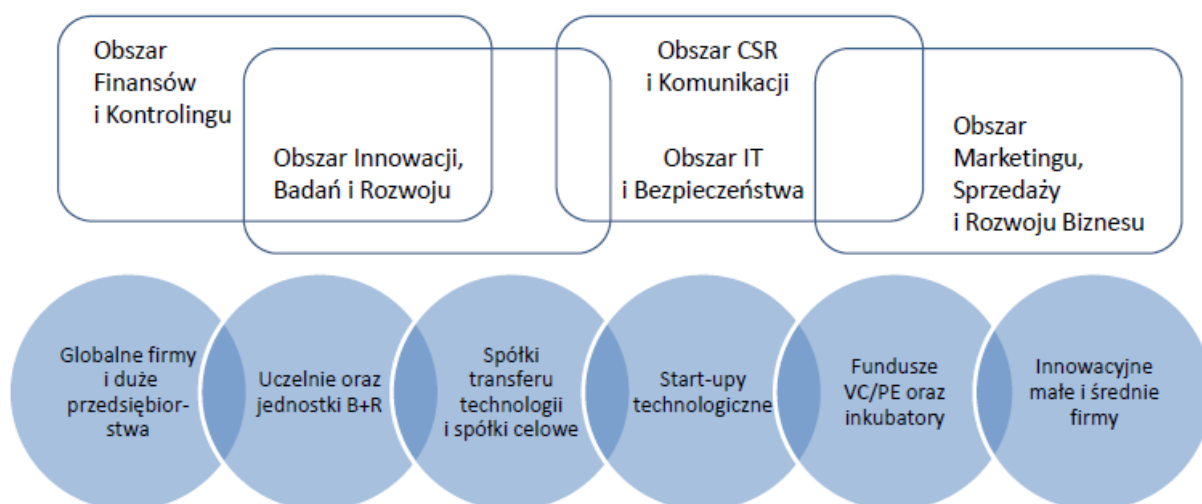 Obszar
Finansów
i Kontrolingu
Obszar Innowacji,
Badań i Rozwoju
Obszar CSR
i Komunikacji
Obszar IT
i Bezpieczeństwa
Obszar
Marketingu,
Sprzedaży
i Rozwoju Biznesu
Globalne firmy
i duże
przedsiębior-
stwa
Uczelnie oraz
jednostki B+R
Spółki
transferu
technologii
i spółki celowe
Start-upy
technologiczne
Fundusze
VC/PE oraz
inkubatory
Innowacyjne
małe i średnie
firmy